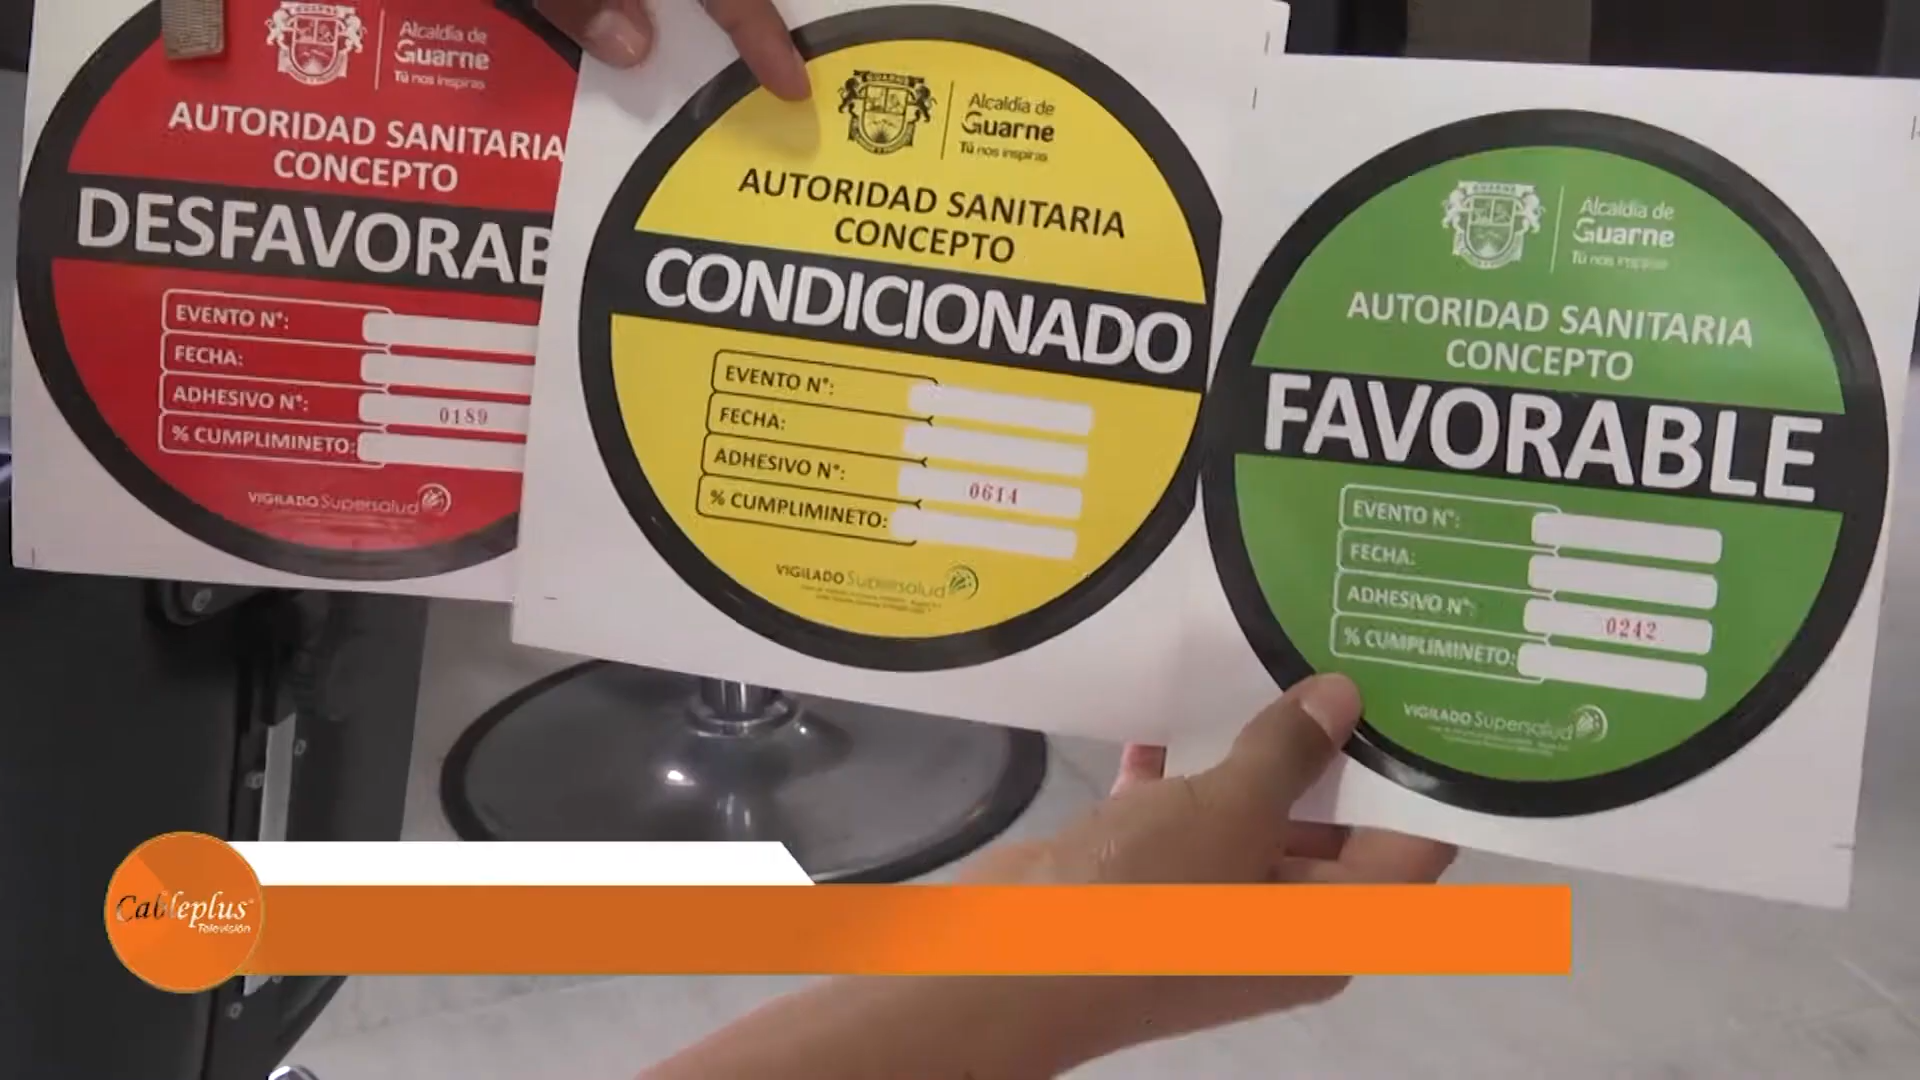 Alcaldía de
Guarne
Tú nos inspiras
AUTORIDAD SANITARIA
CONCEPTO
DESFAVORAB
EVENTO N°:
FECHA:
ADHESIVO N°: 0189
% CUMPLIMINETO:
VIGILADO Supersalud
GUARNE
Alcaldía de
Guarne
Tú nos inspiras
AUTORIDAD SANITARIA
CONCEPTO
CONDICIONADO
EVENTO N°:
FECHA:
ADHESIVO N°: 0614
% CUMPLIMINETO:
VIGILADO Supersalud
GUARNE
Alcaldía de
Guarne
Tú nos inspiras
AUTORIDAD SANITARIA
CONCEPTO
FAVORABLE
EVENTO N°:
FECHA:
ADHESIVO N°: 0242
% CUMPLIMINETO:
VIGILADO Supersalud
Cableplus
Televisión